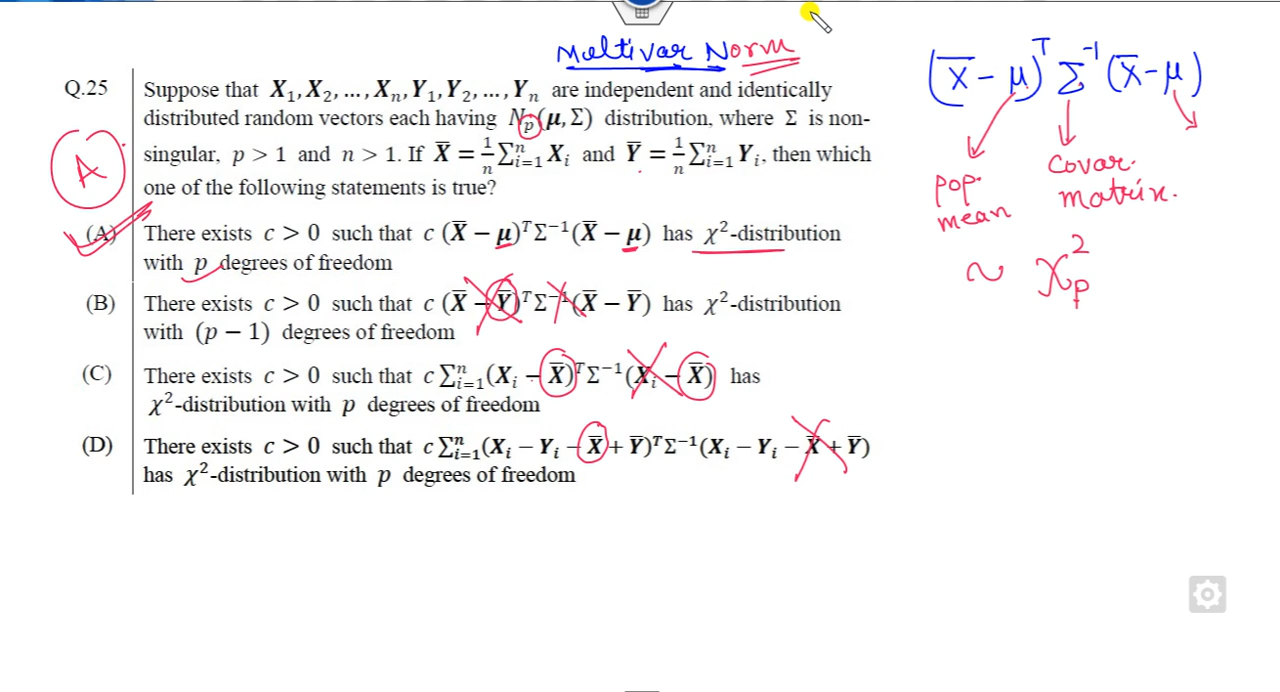 Multivar Norm
Q.25
Suppose that X₁, X₂, ..., Xₙ, Y₁, Y₂, ..., Yₙ are independent and identically
distributed random vectors each having Nₚ(μ, Σ) distribution, where Σ is non-
singular, p > 1 and n > 1. If X̄ = 1/n Σⁿᵢ₌₁ Xᵢ and Ȳ = 1/n Σⁿᵢ₌₁ Yᵢ, then which
one of the following statements is true?
A
(A) There exists c > 0 such that c (X̄ − μ)ᵀΣ⁻¹(X̄ − μ) has χ²-distribution
with p degrees of freedom
(B) There exists c > 0 such that c (X̄ − Ȳ)ᵀΣ⁻¹(X̄ − Ȳ) has χ²-distribution
with (p − 1) degrees of freedom
(C) There exists c > 0 such that c Σⁿᵢ₌₁(Xᵢ − X̄)ᵀΣ⁻¹(Xᵢ − X̄) has
χ²-distribution with p degrees of freedom
(D) There exists c > 0 such that c Σⁿᵢ₌₁(Xᵢ − Yᵢ − X̄ + Ȳ)ᵀΣ⁻¹(Xᵢ − Yᵢ − X̄ + Ȳ)
has χ²-distribution with p degrees of freedom
(X̄ − μ)ᵀ Σ⁻¹ (X̄ − μ)
pop.
mean
Covar.
matrix.
~ χ²ₚ